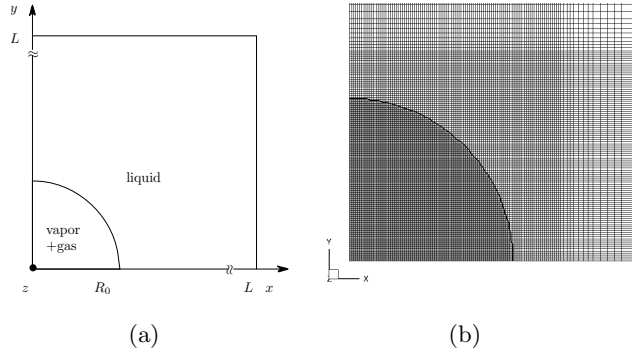 y
L
liquid
vapor
+gas
z R₀ L x
Y
Z X
(a) (b)